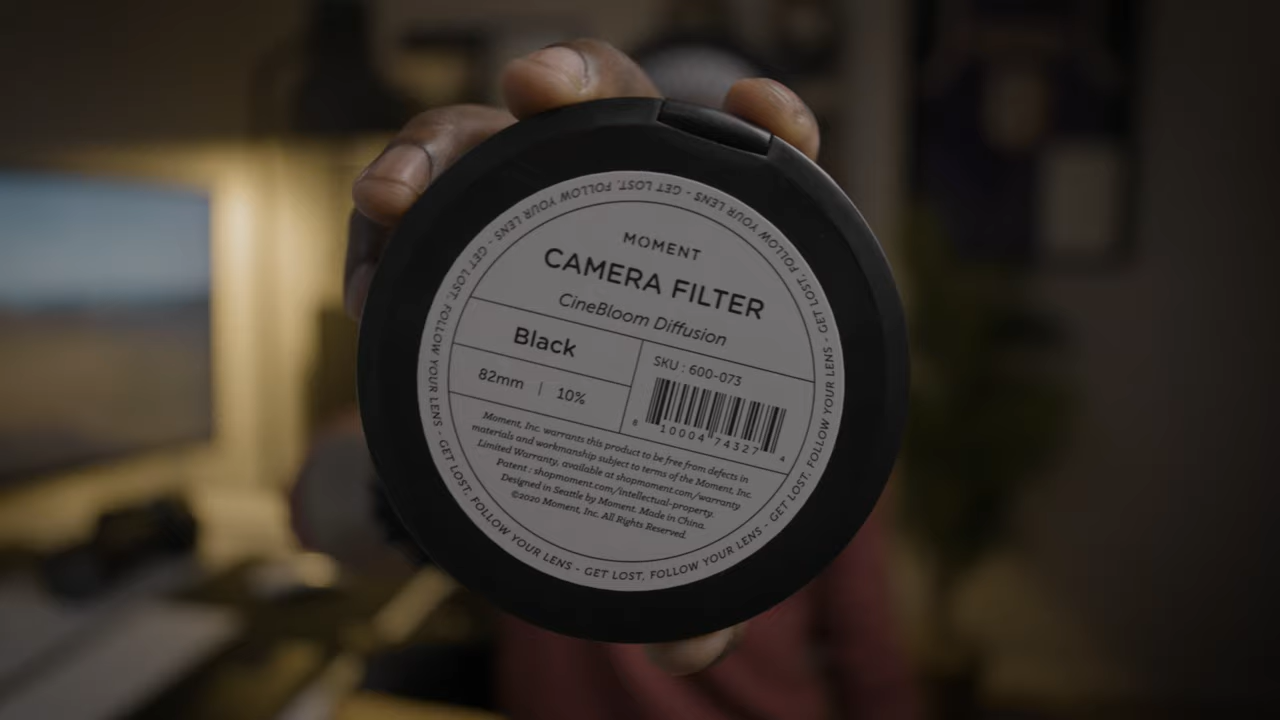 MOMENT
CAMERA FILTER
CineBloom Diffusion
Black
82mm | 10%
SKU : 600-073
8 10004 74327 4
Moment, Inc. warrants this product to be free from defects in
materials and workmanship subject to terms of the Moment, Inc.
Limited Warranty, available at shopmoment.com/warranty
Patent : shopmoment.com/intellectual-property.
Designed in Seattle by Moment. Made in China.
©2020 Moment, Inc. All Rights Reserved.
GET LOST. FOLLOW YOUR LENS - GET LOST. FOLLOW YOUR LENS - GET LOST. FOLLOW YOUR LENS - GET LOST. FOLLOW YOUR LENS - GET LOST. FOLLOW YOUR LENS -